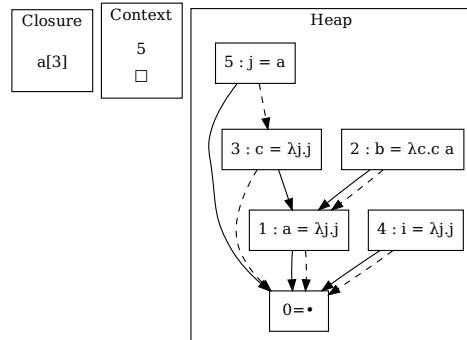 Closure
a[3]
Context
5
□
Heap
5 : j = a
3 : c = λj.j
2 : b = λc.c a
1 : a = λj.j
4 : i = λj.j
0=•